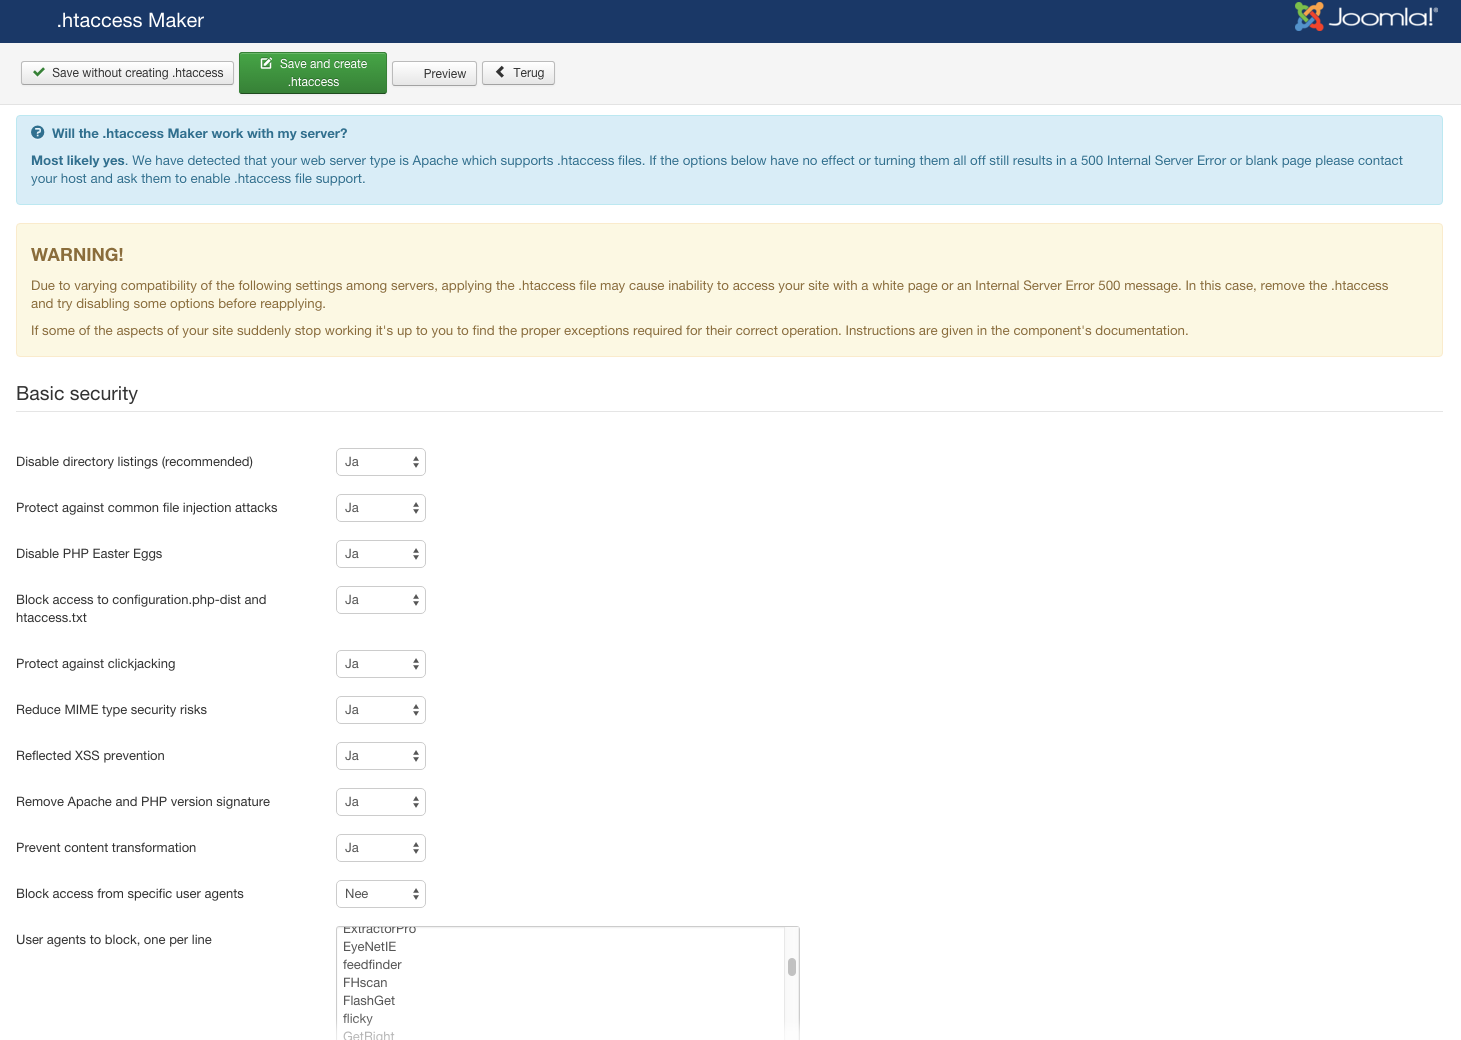 .htaccess Maker
Joomla!®
Save without creating .htaccess
Save and create
.htaccess
Preview
Terug
Will the .htaccess Maker work with my server?
Most likely yes. We have detected that your web server type is Apache which supports .htaccess files. If the options below have no effect or turning them all off still results in a 500 Internal Server Error or blank page please contact
your host and ask them to enable .htaccess file support.
WARNING!
Due to varying compatibility of the following settings among servers, applying the .htaccess file may cause inability to access your site with a white page or an Internal Server Error 500 message. In this case, remove the .htaccess
and try disabling some options before reapplying.
If some of the aspects of your site suddenly stop working it's up to you to find the proper exceptions required for their correct operation. Instructions are given in the component's documentation.
Basic security
Disable directory listings (recommended)
Ja
Protect against common file injection attacks
Ja
Disable PHP Easter Eggs
Ja
Block access to configuration.php-dist and
htaccess.txt
Ja
Protect against clickjacking
Ja
Reduce MIME type security risks
Ja
Reflected XSS prevention
Ja
Remove Apache and PHP version signature
Ja
Prevent content transformation
Ja
Block access from specific user agents
Nee
User agents to block, one per line
ExtractorPro
EyeNetIE
feedfinder
FHscan
FlashGet
flicky
GetRight